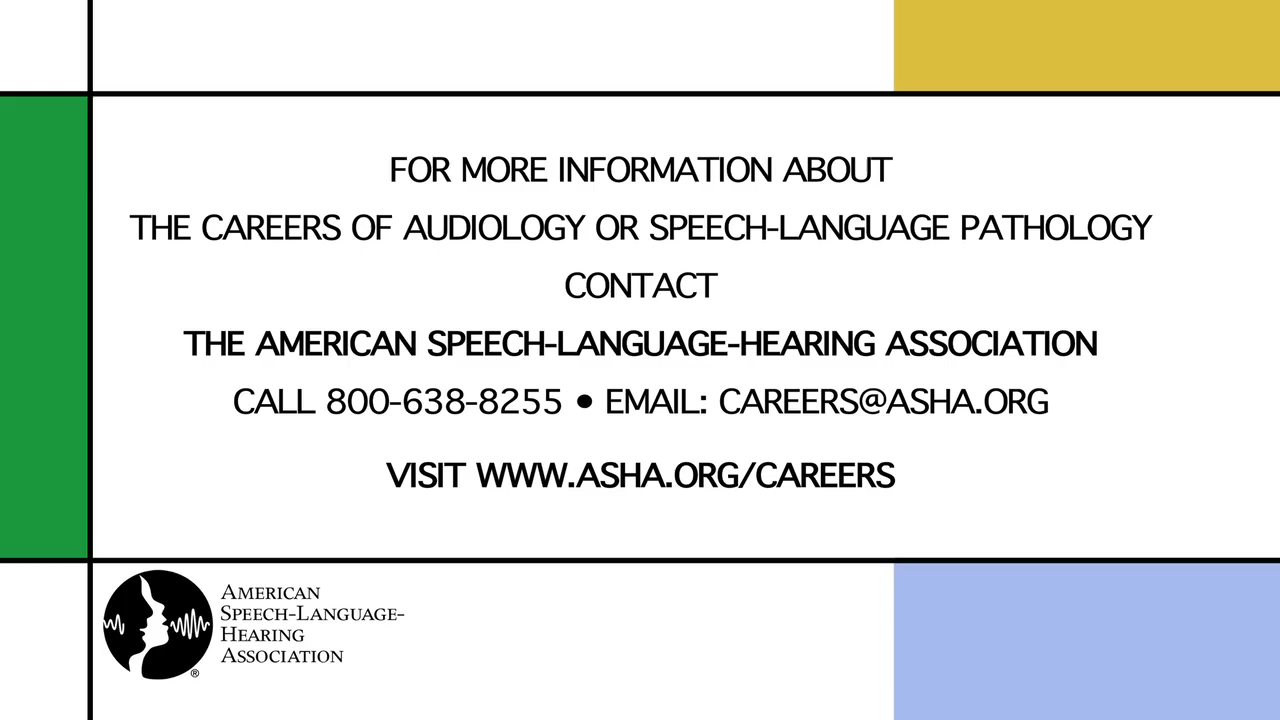 FOR MORE INFORMATION ABOUT
THE CAREERS OF AUDIOLOGY OR SPEECH-LANGUAGE PATHOLOGY
CONTACT
THE AMERICAN SPEECH-LANGUAGE-HEARING ASSOCIATION
CALL 800-638-8255 • EMAIL: CAREERS@ASHA.ORG
VISIT WWW.ASHA.ORG/CAREERS
AMERICAN
SPEECH-LANGUAGE-
HEARING
ASSOCIATION
®